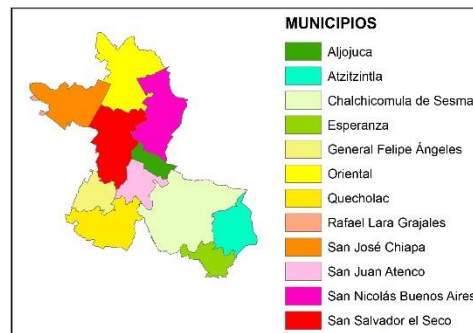 MUNICIPIOS
Aljojuca
Atzitzintla
Chalchicomula de Sesma
Esperanza
General Felipe Ángeles
Oriental
Quecholac
Rafael Lara Grajales
San José Chiapa
San Juan Atenco
San Nicolás Buenos Aires
San Salvador el Seco